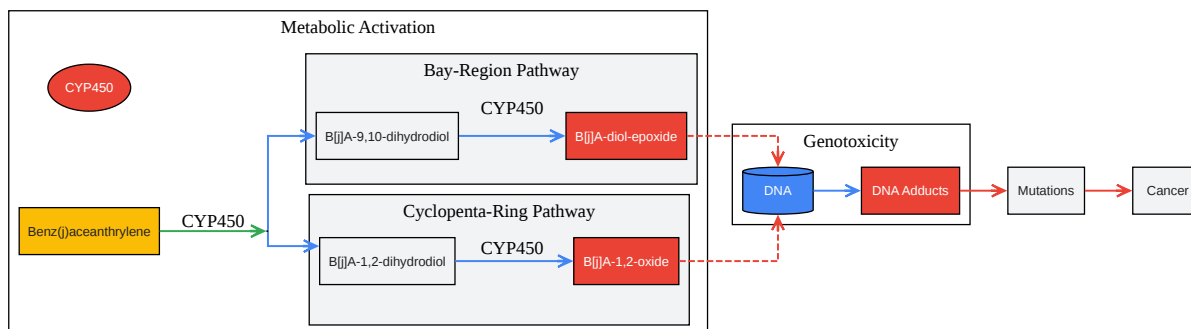 Metabolic Activation
CYP450
Bay-Region Pathway
B[j]A-9,10-dihydrodiol
CYP450
B[j]A-diol-epoxide
Benz(j)aceanthrylene
CYP450
Cyclopenta-Ring Pathway
B[j]A-1,2-dihydrodiol
CYP450
B[j]A-1,2-oxide
Genotoxicity
DNA
DNA Adducts
Mutations
Cancer